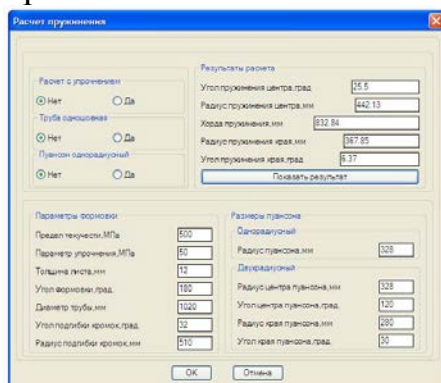 Расчет пружинения
Расчет с упрочнением
Нет Да
Труба одношовная
Нет Да
Пуансон однорадиусный
Нет Да
Результаты расчета
Угол пружинения центра,град 25.5
Радиус пружинения центра,мм 442.13
Хорда пружинения,мм 832.84
Радиус пружинения края,мм 367.85
Угол пружинения края,град 6.37
Показать результат
Параметры формовки
Предел текучести,МПа 500
Параметр упрочнения,МПа 50
Толщина листа,мм 12
Угол формовки,град. 180
Диаметр трубы,мм 1020
Угол подгибки кромок,град. 32
Радиус подгибки кромок,мм 510
Размеры пуансона
Однорадиусный
Радиус пуансона,мм 328
Двухрадиусный
Радиус центра пуансона,мм 328
Угол центра пуансона,град. 120
Радиус края пуансона,мм 280
Угол края пуансона,град. 30
OK Отмена